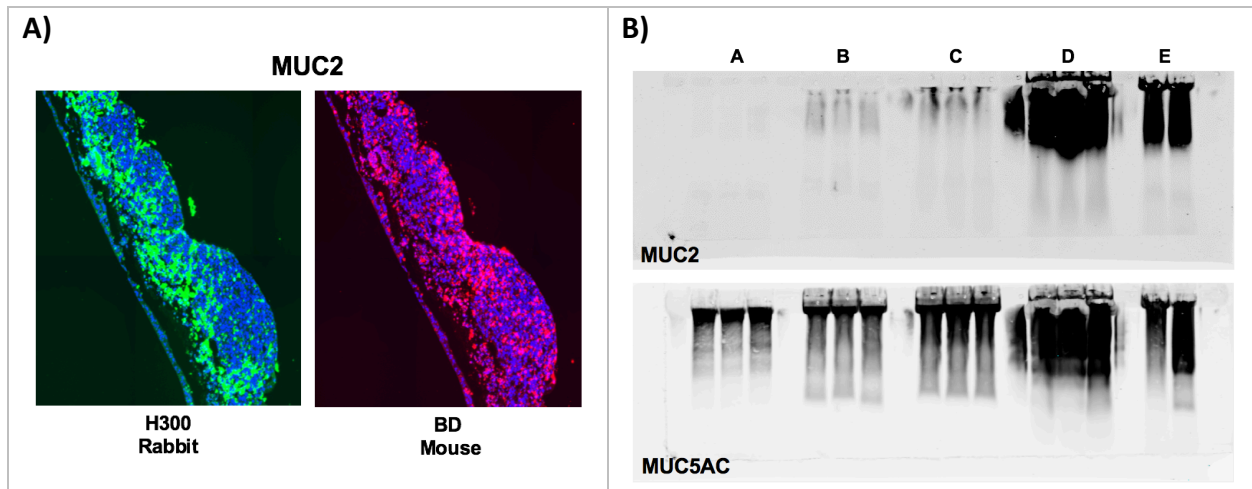 A)
MUC2
H300
Rabbit
BD
Mouse
B)
A B C D E
MUC2
MUC5AC